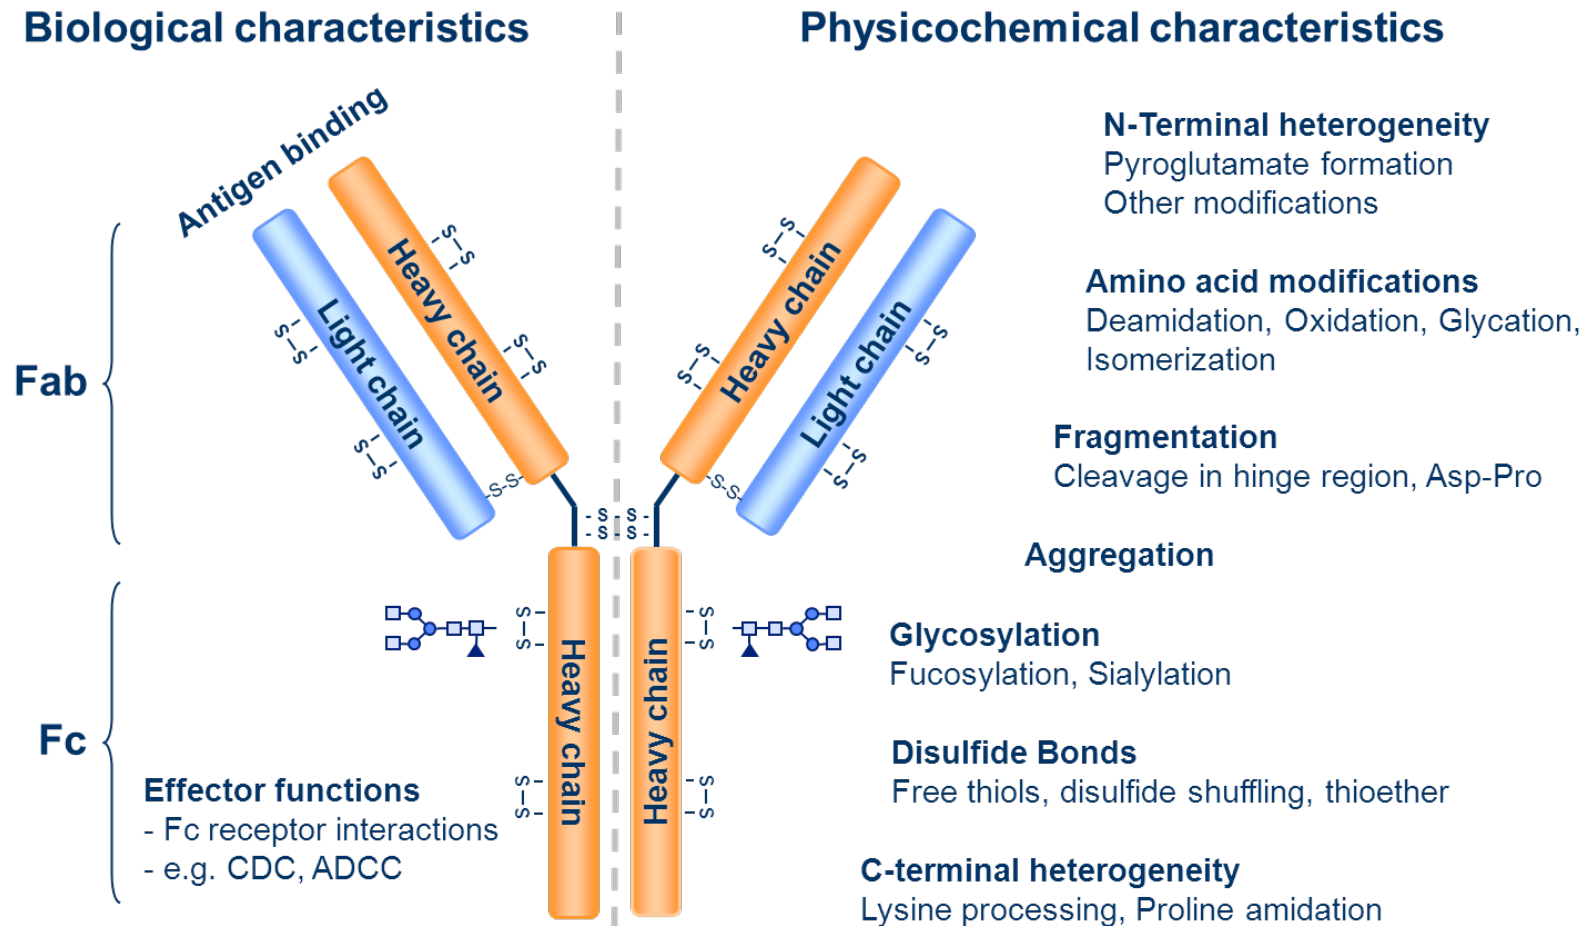 Biological characteristics
Physicochemical characteristics
Antigen binding
Fab
Light chain
Heavy chain
S-S
S-S
S-S
S-S
-S-S-
Heavy chain
Light chain
S-S
S-S
S-S
S-S
-S-S-
- S - S -
- S - S -
Fc
Heavy chain
S-S
S-S
Heavy chain
S-S
S-S
Effector functions
- Fc receptor interactions
- e.g. CDC, ADCC
N-Terminal heterogeneity
Pyroglutamate formation
Other modifications
Amino acid modifications
Deamidation, Oxidation, Glycation,
Isomerization
Fragmentation
Cleavage in hinge region, Asp-Pro
Aggregation
Glycosylation
Fucosylation, Sialylation
Disulfide Bonds
Free thiols, disulfide shuffling, thioether
C-terminal heterogeneity
Lysine processing, Proline amidation